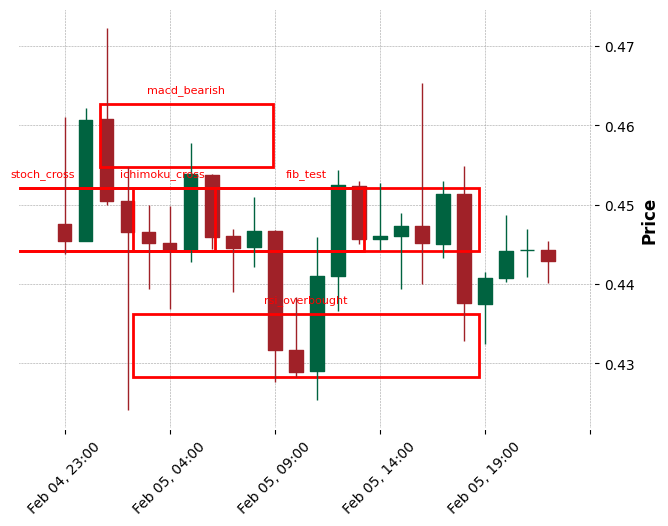 0.47
macd_bearish
0.46
stoch_cross
ichimoku_cross
fib_test
0.45
Price
0.44
0.43
Feb 04, 23:00
Feb 05, 04:00
Feb 05, 09:00
Feb 05, 14:00
Feb 05, 19:00